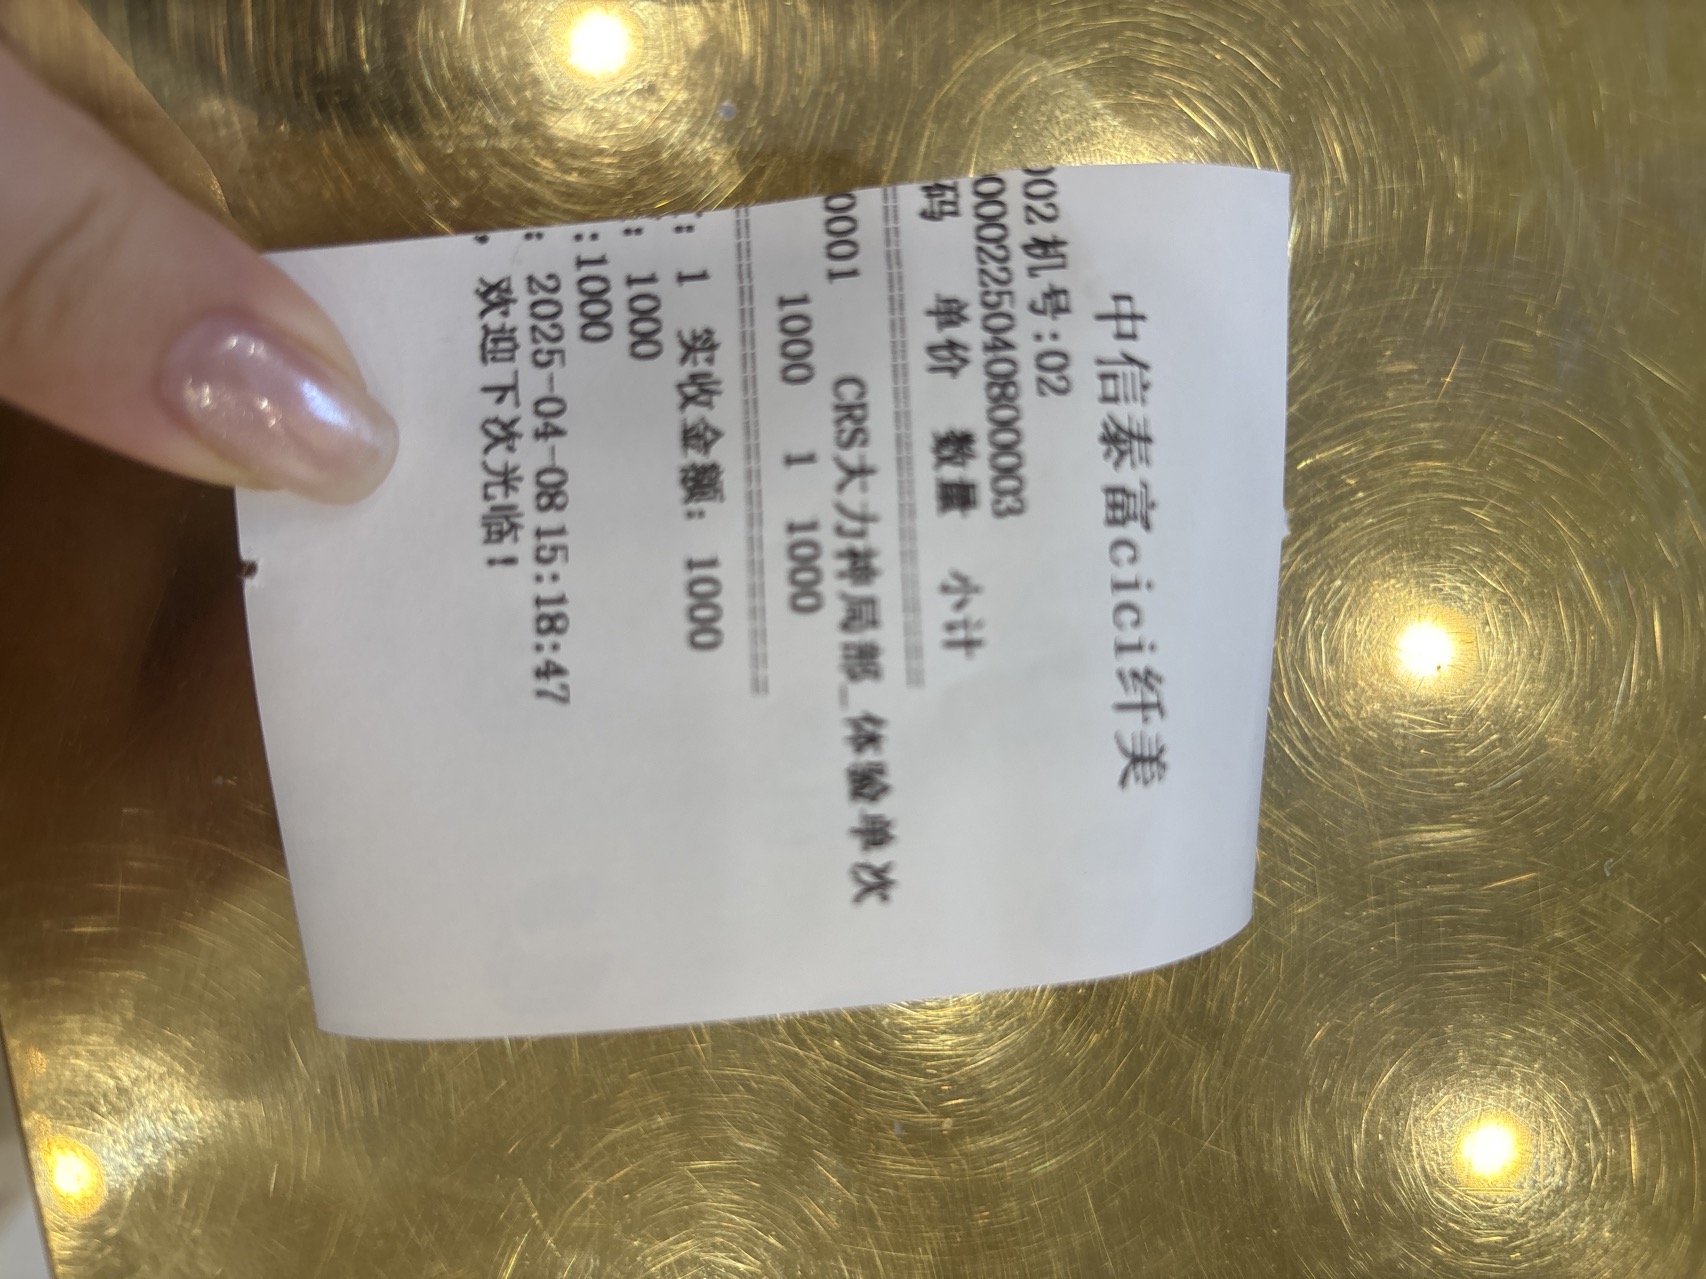 中信泰富cici纤美
002机号:02
0000225040800003
码 单价 数量 小计
0001 CRS大力神局部_体验单次
1000 1 1000
: 1 实收金额: 1000
: 1000
:1000
: 2025-04-08 15:18:47
, 欢迎下次光临!